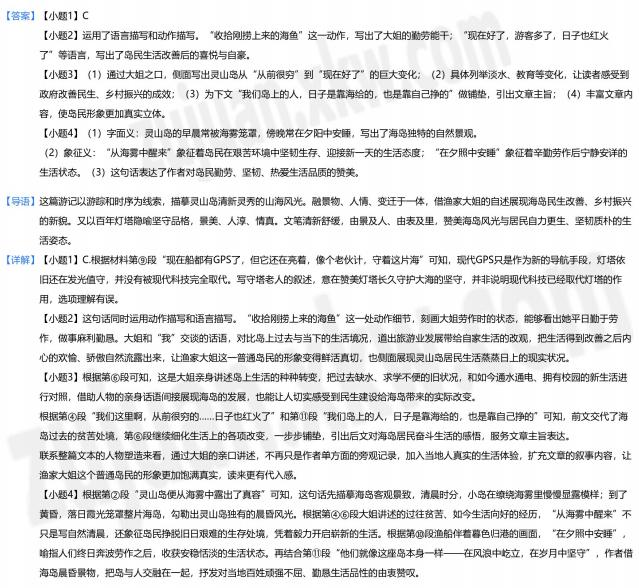 【答案】【小题1】C
【小题2】运用了语言描写和动作描写。“收拾刚捞上来的海鱼”这一动作，写出了大姐的勤劳能干；“现在好了，游客多了，日子也红火
了”等语言，写出了岛民生活改善后的喜悦与自豪。
【小题3】（1）通过大姐之口，侧面写出灵山岛从“从前很穷”到“现在好了”的巨大变化；（2）具体列举淡水、教育等变化，让读者感受到
政府改善民生、乡村振兴的成效；（3）为下文“我们岛上的人，日子是靠海给的，也是靠自己挣的”做铺垫，引出文章主旨；（4）丰富文章内
容，使岛民形象更加真实立体。
【小题4】（1）字面义：灵山岛的早晨常被海雾笼罩，傍晚常在夕阳中安睡，写出了海岛独特的自然景观。
（2）象征义：“从海雾中醒来”象征着岛民在艰苦环境中坚韧生存、迎接新一天的生活态度；“在夕照中安睡”象征着辛勤劳作后宁静安详的
生活状态。（3）这句话表达了作者对岛民勤劳、坚韧、热爱生活品质的赞美。
【导语】这篇游记以游踪和时序为线索，描摹灵山岛清新灵秀的山海风光。融景物、人情、变迁于一体，借渔家大姐的自述展现海岛民生改善、乡村振兴
的新貌。又以百年灯塔隐喻坚守品格，景美、人淳、情真。文笔清新舒缓，由景及人、由表及里，赞美海岛风光与居民自力更生、坚韧质朴的生
活姿态。
【详解】【小题1】C.根据材料第⑨段“现在船都有GPS了，但它还在亮着，像个老伙计，守着这片海”可知，现代GPS只是作为新的导航手段，灯塔依
旧还在发光值守，并没有被现代科技完全取代。写守塔老人的叙述，意在赞美灯塔长久守护大海的坚守，并非说明现代科技已经取代灯塔的作
用，选项理解有误。
【小题2】这句话同时运用动作描写和语言描写。“收拾刚捞上来的海鱼”这一处动作细节，刻画大姐劳作时的状态，能够看出她平日勤于劳
作，做事麻利勤恳。大姐和“我”交谈的话语，对比岛上过去与当下的生活境况，道出旅游业发展带给自家生活的改观，把生活得到改善之后内
心的欢愉、骄傲自然流露出来，让渔家大姐这一普通岛民的形象变得鲜活真切，也侧面展现灵山岛居民生活蒸蒸日上的现实状况。
【小题3】根据第⑥段可知，这是大姐亲身讲述岛上生活的种种转变，把过去缺水、求学不便的旧状况，和如今通水通电、拥有校园的新生活进
行对照，借助人物的亲身话语间接展现海岛的发展，也能让人切实感受到民生建设给海岛带来的实际改变。
根据第④段“我们这里啊，从前很穷的……日子也红火了”和第⑪段“我们岛上的人，日子是靠海给的，也是靠自己挣的”可知，前文交代了海
岛过去的贫苦处境，第⑥段继续细化生活上的各项改变，一步步铺垫，引出后文对海岛居民奋斗生活的感悟，服务文章主旨表达。
联系整篇文本的人物塑造来看，通过大姐的亲口讲述，不再只是作者单方面的旁观记录，加入当地人真实的生活体验，扩充文章的叙事内容，让
渔家大姐这个普通岛民的形象更加饱满真实，读来更有代入感。
【小题4】根据第②段“灵山岛便从海雾中露出了真容”可知，这句话先描摹海岛客观景致，清晨时分，小岛在缭绕海雾里慢慢显露模样；到了
黄昏，落日霞光笼罩整片海岛，勾勒出灵山岛独有的晨昏风光。根据第④⑥段大姐讲述的过往贫苦、如今生活向好的经历，“从海雾中醒来”不
只是写自然清晨，还象征岛民挣脱旧日艰难的生存处境，凭着毅力开启崭新的生活。根据第⑩段渔船伴着暮色归港的画面，“在夕照中安睡”，
喻指人们终日奔波劳作之后，收获安稳恬淡的生活状态。再结合第⑪段“他们就像这座岛本身一样——在风浪中屹立，在岁月中坚守”，作者借
海岛晨昏景物，把岛与人交融在一起，抒发对当地百姓顽强不屈、勤恳生活品性的由衷赞叹。